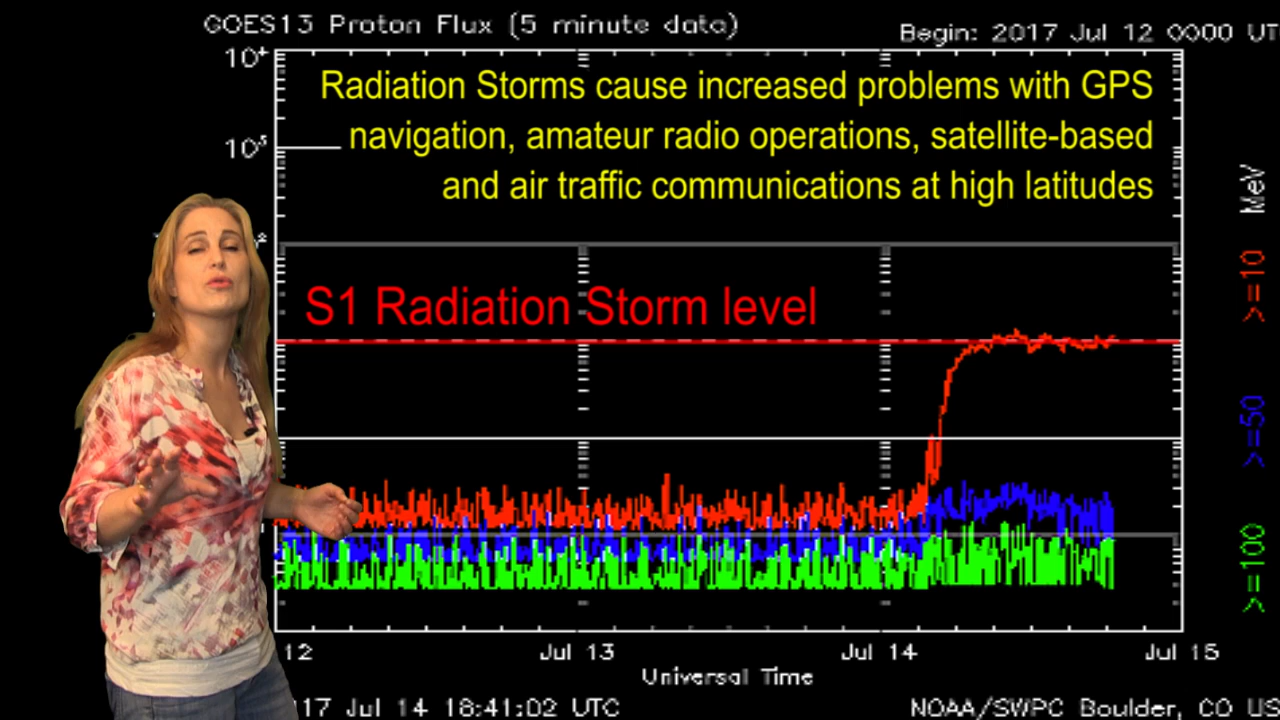 GOES13 Proton Flux (5 minute data)
Begin: 2017 Jul 12 0000 UT
10⁴
Radiation Storms cause increased problems with GPS
navigation, amateur radio operations, satellite-based
and air traffic communications at high latitudes
10³
MeV
>=10
S1 Radiation Storm level
>=50
>=100
12
Jul 13
Jul 14
Jul 15
Universal Time
17 Jul 14 18:41:02 UTC
NOAA/SWPC Boulder, CO US